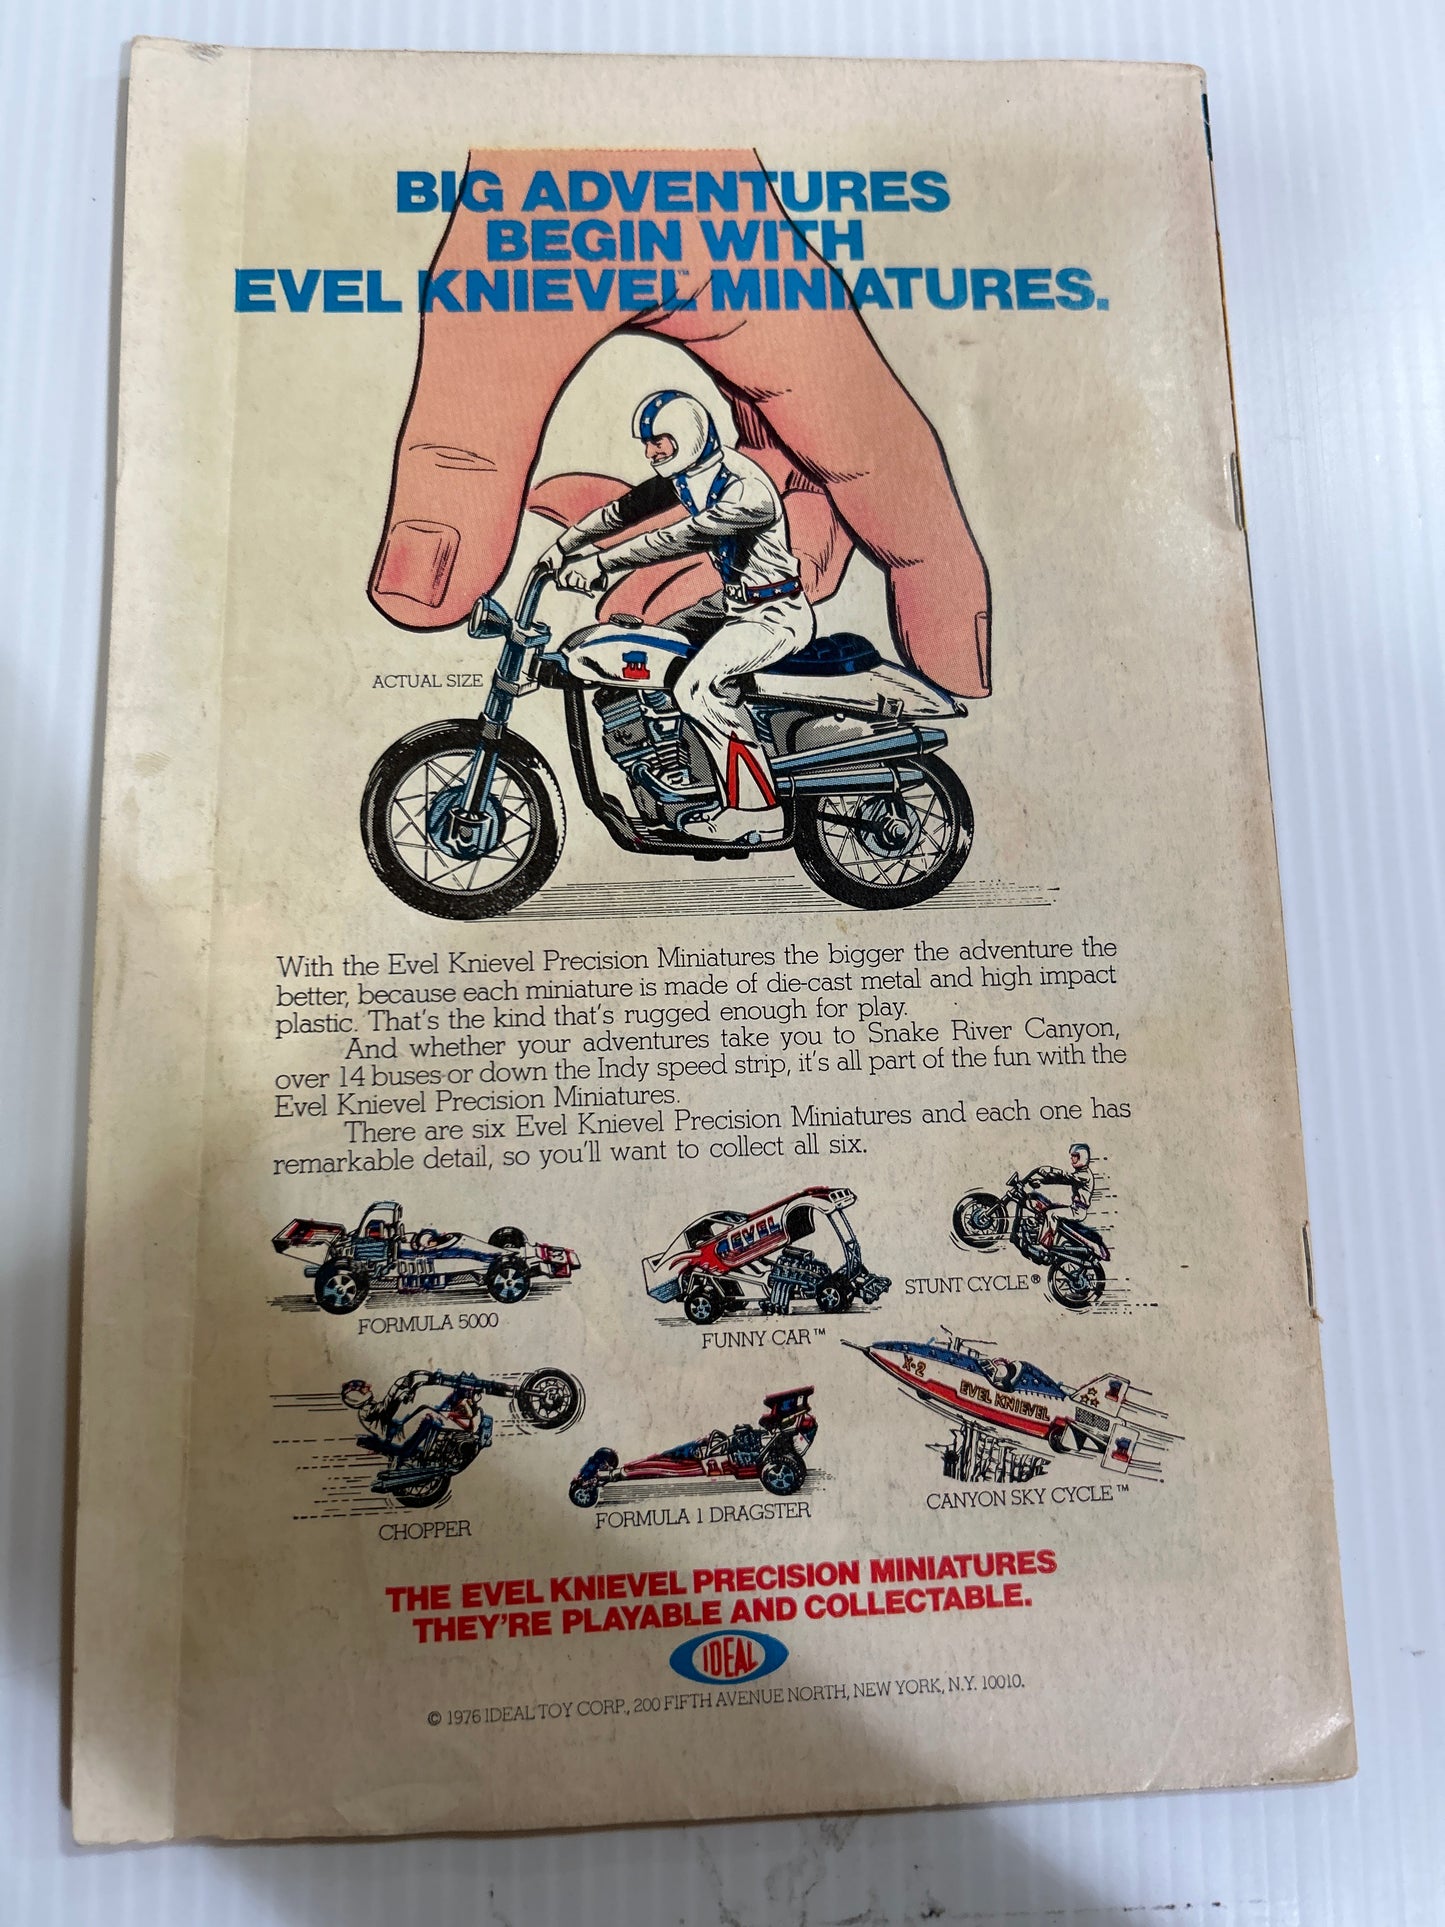 BIG ADVENTURES
BEGIN WITH
EVEL KNIEVEL™ MINIATURES.
ACTUAL SIZE
With the Evel Knievel Precision Miniatures the bigger the adventure the
better, because each miniature is made of die-cast metal and high impact
plastic. That's the kind that's rugged enough for play.
And whether your adventures take you to Snake River Canyon,
over 14 buses or down the Indy speed strip, it's all part of the fun with the
Evel Knievel Precision Miniatures.
There are six Evel Knievel Precision Miniatures and each one has
remarkable detail, so you'll want to collect all six.
EVEL
STUNT CYCLE®
FORMULA 5000
FUNNY CAR™
X-2
EVEL KNIEVEL
CHOPPER
FORMULA 1 DRAGSTER
CANYON SKY CYCLE™
THE EVEL KNIEVEL PRECISION MINIATURES
THEY'RE PLAYABLE AND COLLECTABLE.
IDEAL
© 1976 IDEAL TOY CORP., 200 FIFTH AVENUE NORTH, NEW YORK, N.Y. 10010.